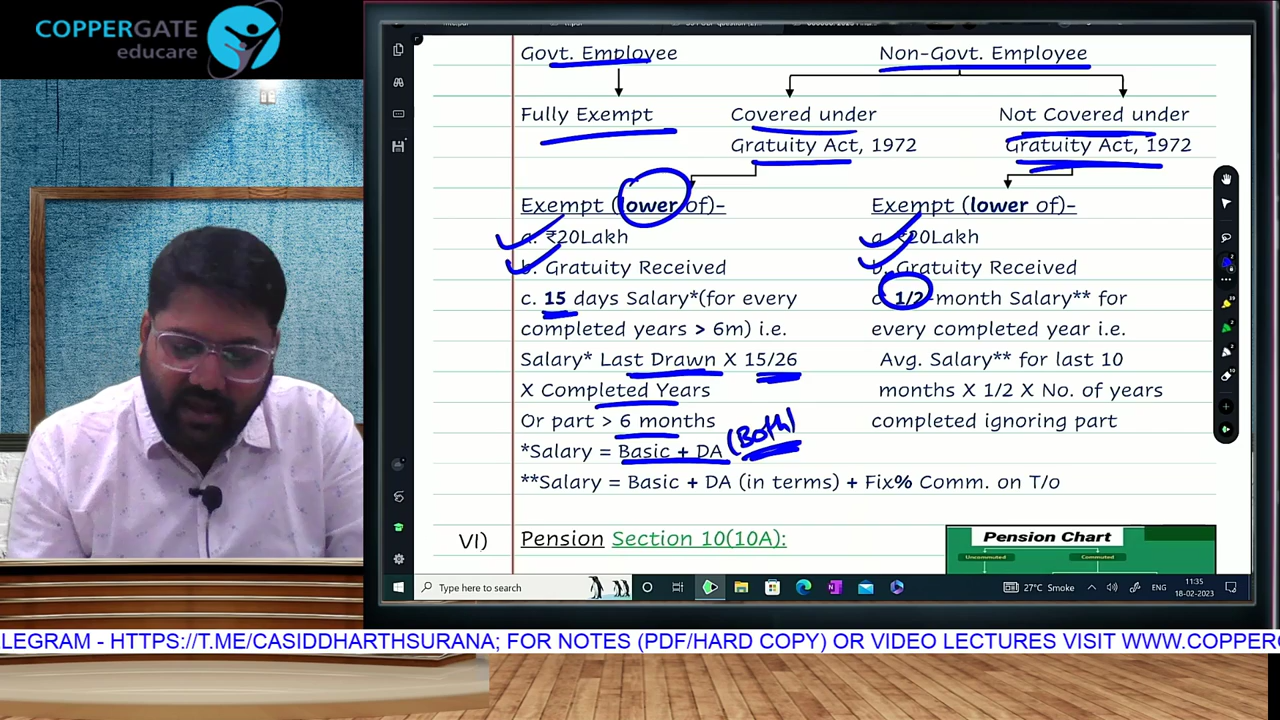 COPPERGATE
educare
Govt. Employee
Non-Govt. Employee
Fully Exempt
Covered under
Gratuity Act, 1972
Not Covered under
Gratuity Act, 1972
Exempt (lower of)-
a. ₹20Lakh
b. Gratuity Received
c. 15 days Salary*(for every
completed years > 6m) i.e.
Salary* Last Drawn X 15/26
X Completed Years
Or part > 6 months
*Salary = Basic + DA (Both)
Exempt (lower of)-
a. ₹20Lakh
b. Gratuity Received
c. 1/2-month Salary** for
every completed year i.e.
Avg. Salary** for last 10
months X 1/2 X No. of years
completed ignoring part
**Salary = Basic + DA (in terms) + Fix% Comm. on T/o
VI) Pension Section 10(10A):
Pension Chart
Uncommuted
Commuted
Type here to search
27°C Smoke
ENG
11:35
18-02-2023
LEGRAM - HTTPS://T.ME/CASIDDHARTHSURANA; FOR NOTES (PDF/HARD COPY) OR VIDEO LECTURES VISIT WWW.COPPERG